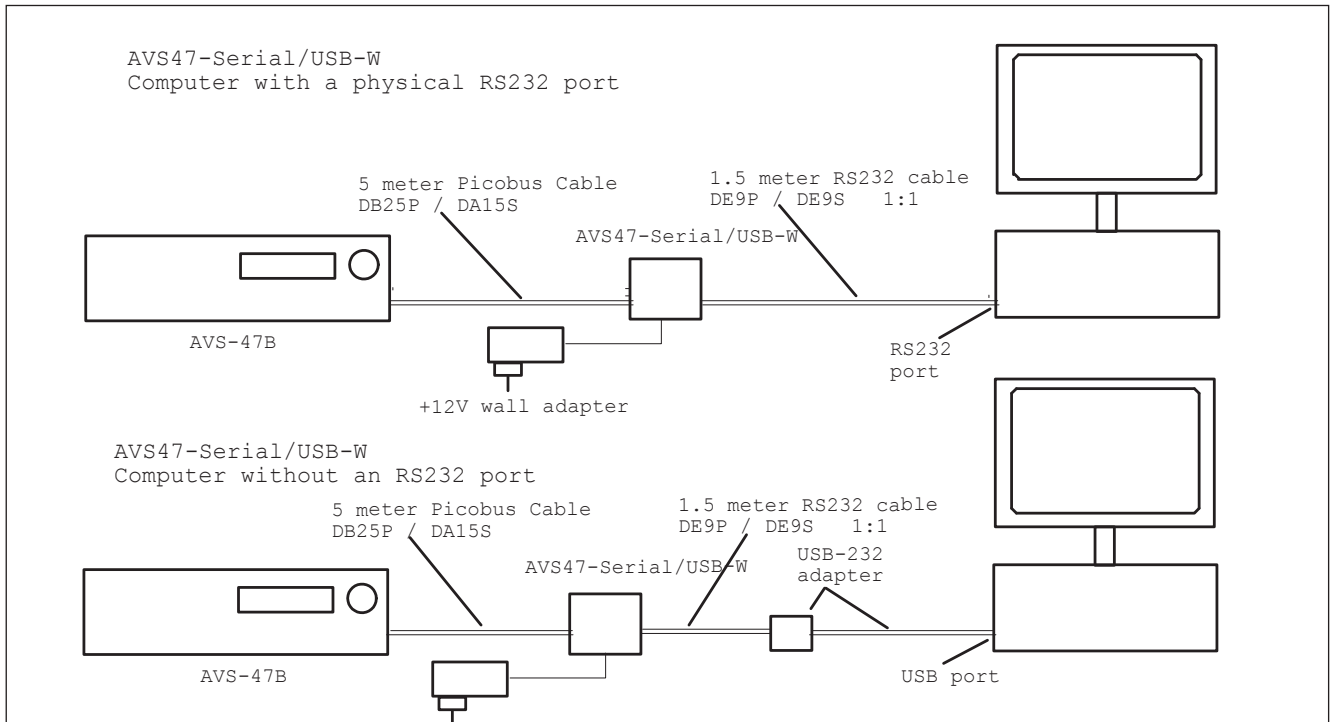 AVS47-Serial/USB-W
Computer with a physical RS232 port
5 meter Picobus Cable
DB25P / DA15S
1.5 meter RS232 cable
DE9P / DE9S 1:1
AVS47-Serial/USB-W
AVS-47B
RS232
port
+12V wall adapter
AVS47-Serial/USB-W
Computer without an RS232 port
5 meter Picobus Cable
DB25P / DA15S
1.5 meter RS232 cable
DE9P / DE9S 1:1
USB-232
adapter
AVS47-Serial/USB-W
AVS-47B
USB port